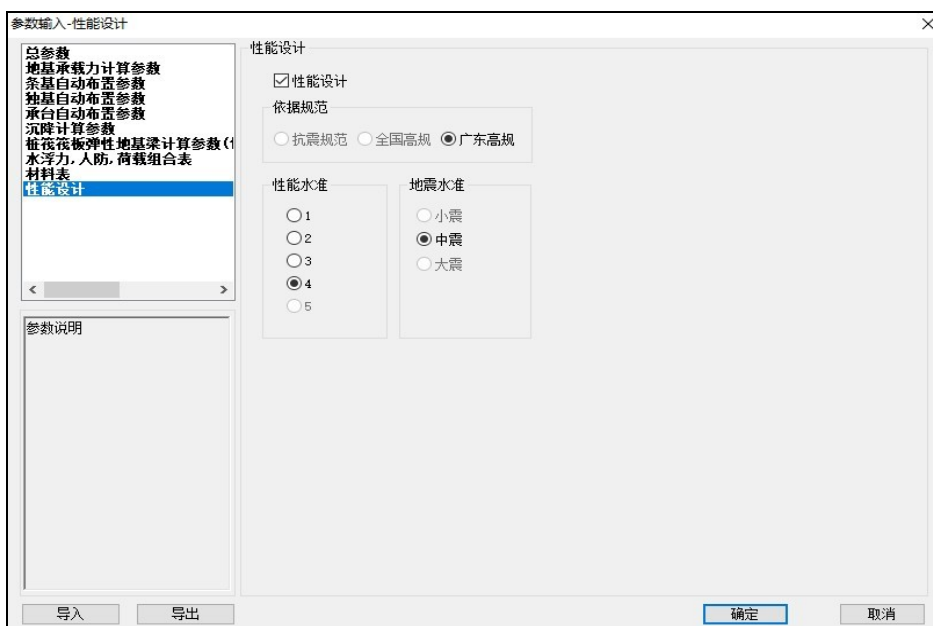 参数输入-性能设计
总参数
地基承载力计算参数
条基自动布置参数
独基自动布置参数
承台自动布置参数
沉降计算参数
桩筏筏板弹性地基梁计算参数(
水浮力,人防,荷载组合表
材料表
性能设计
参数说明
导入 导出
性能设计
性能设计
依据规范
抗震规范 全国高规 广东高规
性能水准 地震水准
1 小震
2 中震
3 大震
4
5
确定 取消